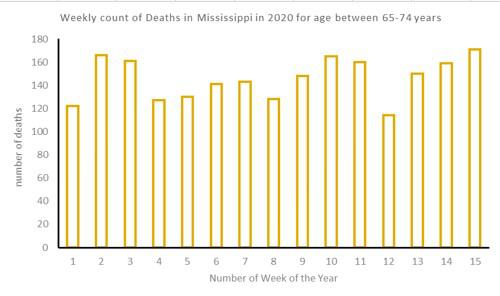 Weekly count of Deaths in Mississippi in 2020 for age between 65-74 years
180
160
140
120
100
80
60
40
20
0
number of deaths
1 2 3 4 5 6 7 8 9 10 11 12 13 14 15
Number of Week of the Year